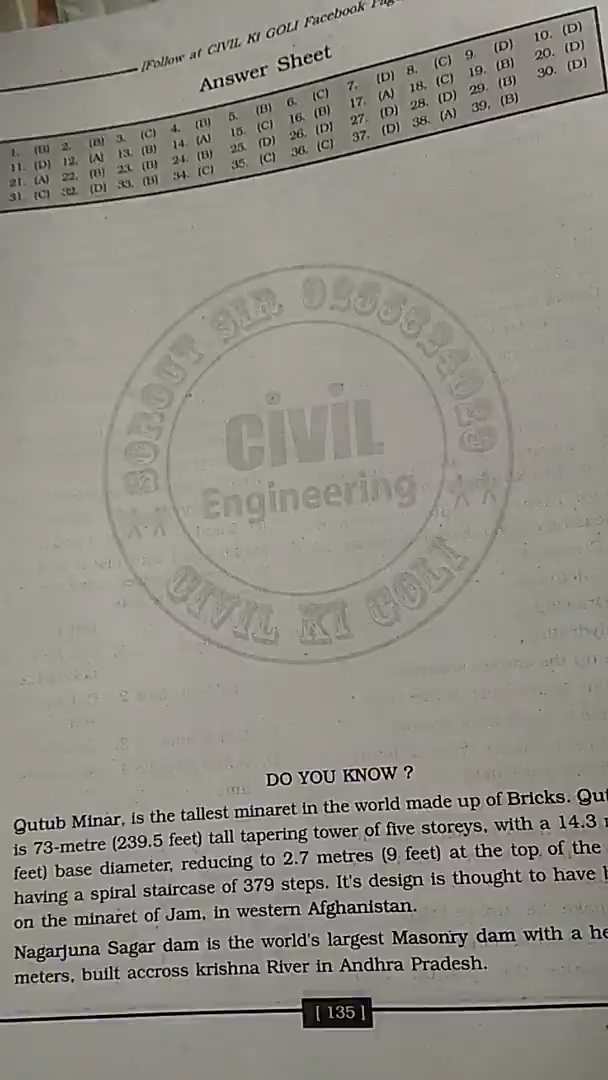 [Follow at CIVIL KI GOLI Facebook
Answer Sheet
1. (B) 2. (B) 3. (C) 4. (B) 5. (B) 6. (C) 7. (D) 8. (C) 9. (D) 10. (D)
11. (D) 12. (A) 13. (B) 14. (A) 15. (C) 16. (B) 17. (A) 18. (C) 19. (B) 20. (D)
21. (A) 22. (B) 23. (B) 24. (B) 25. (D) 26. (D) 27. (D) 28. (D) 29. (B) 30. (D)
31. (C) 32. (D) 33. (B) 34. (C) 35. (C) 36. (C) 37. (D) 38. (A) 39. (B)
CIVIL
Engineering
CIVIL KI GOLI
DO YOU KNOW ?
Qutub Minar, is the tallest minaret in the world made up of Bricks.
is 73-metre (239.5 feet) tall tapering tower of five storeys, with a 14.3
feet) base diameter, reducing to 2.7 metres (9 feet) at the top of the
having a spiral staircase of 379 steps. It's design is thought to have
on the minaret of Jam, in western Afghanistan.
Nagarjuna Sagar dam is the world's largest Masonry dam with a
meters, built accross krishna River in Andhra Pradesh.
[ 135 ]